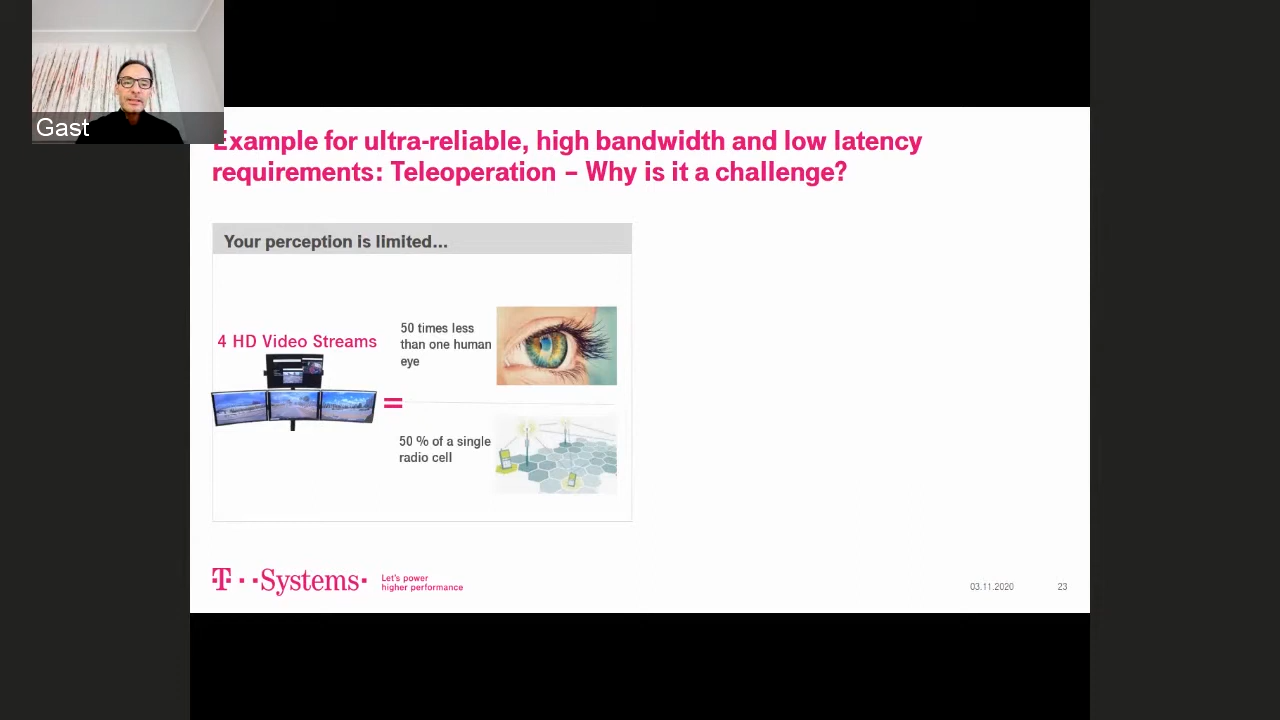 Gast
Example for ultra-reliable, high bandwidth and low latency
requirements: Teleoperation – Why is it a challenge?
Your perception is limited...
4 HD Video Streams
=
50 times less
than one human
eye
50 % of a single
radio cell
T··Systems·
Let's power
higher performance
03.11.2020
23